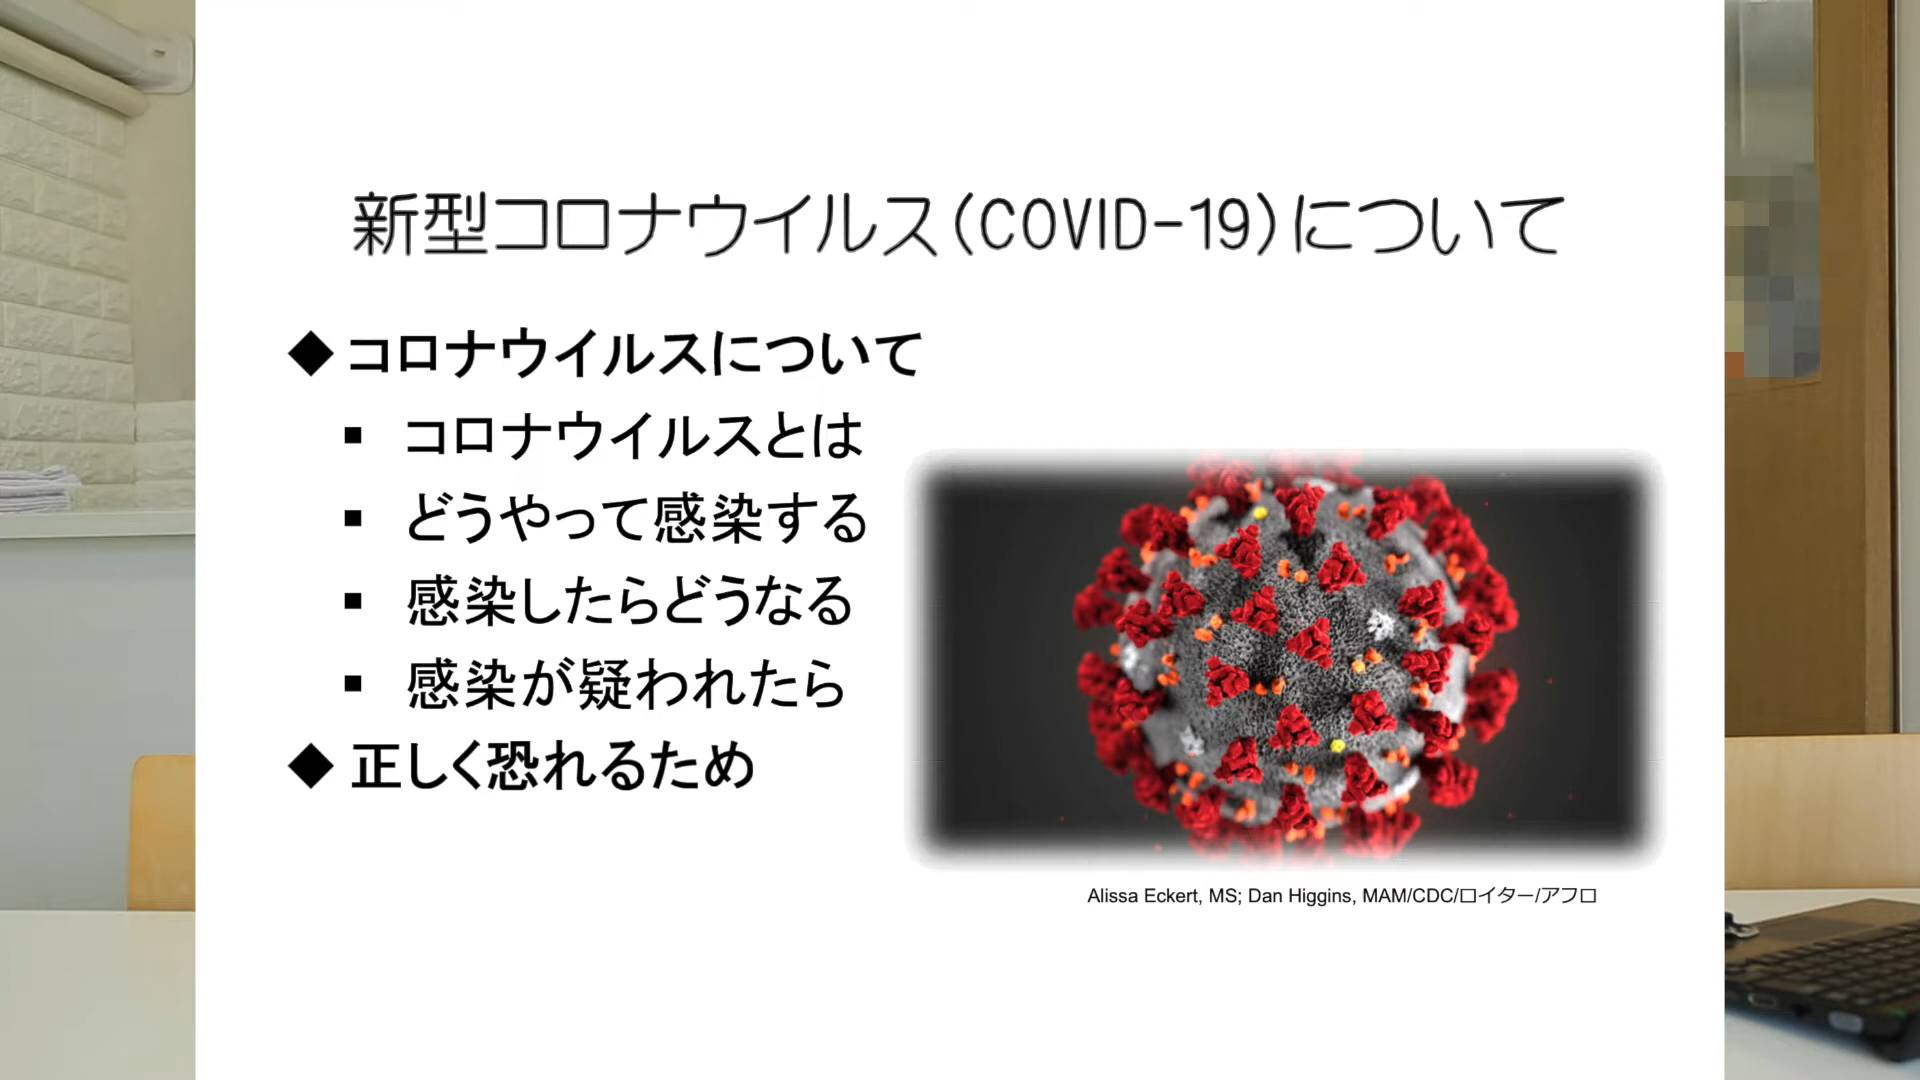 新型コロナウイルス(COVID-19)について
◆コロナウイルスについて
▪ コロナウイルスとは
▪ どうやって感染する
▪ 感染したらどうなる
▪ 感染が疑われたら
◆正しく恐れるため
Alissa Eckert, MS; Dan Higgins, MAM/CDC/ロイター/アフロ